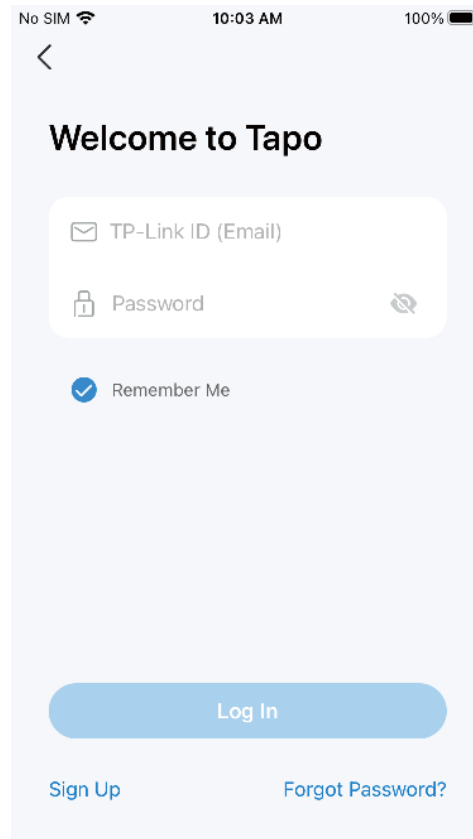 No SIM 10:03 AM 100%
Welcome to Tapo
TP-Link ID (Email)
Password
Remember Me
Log In
Sign Up Forgot Password?